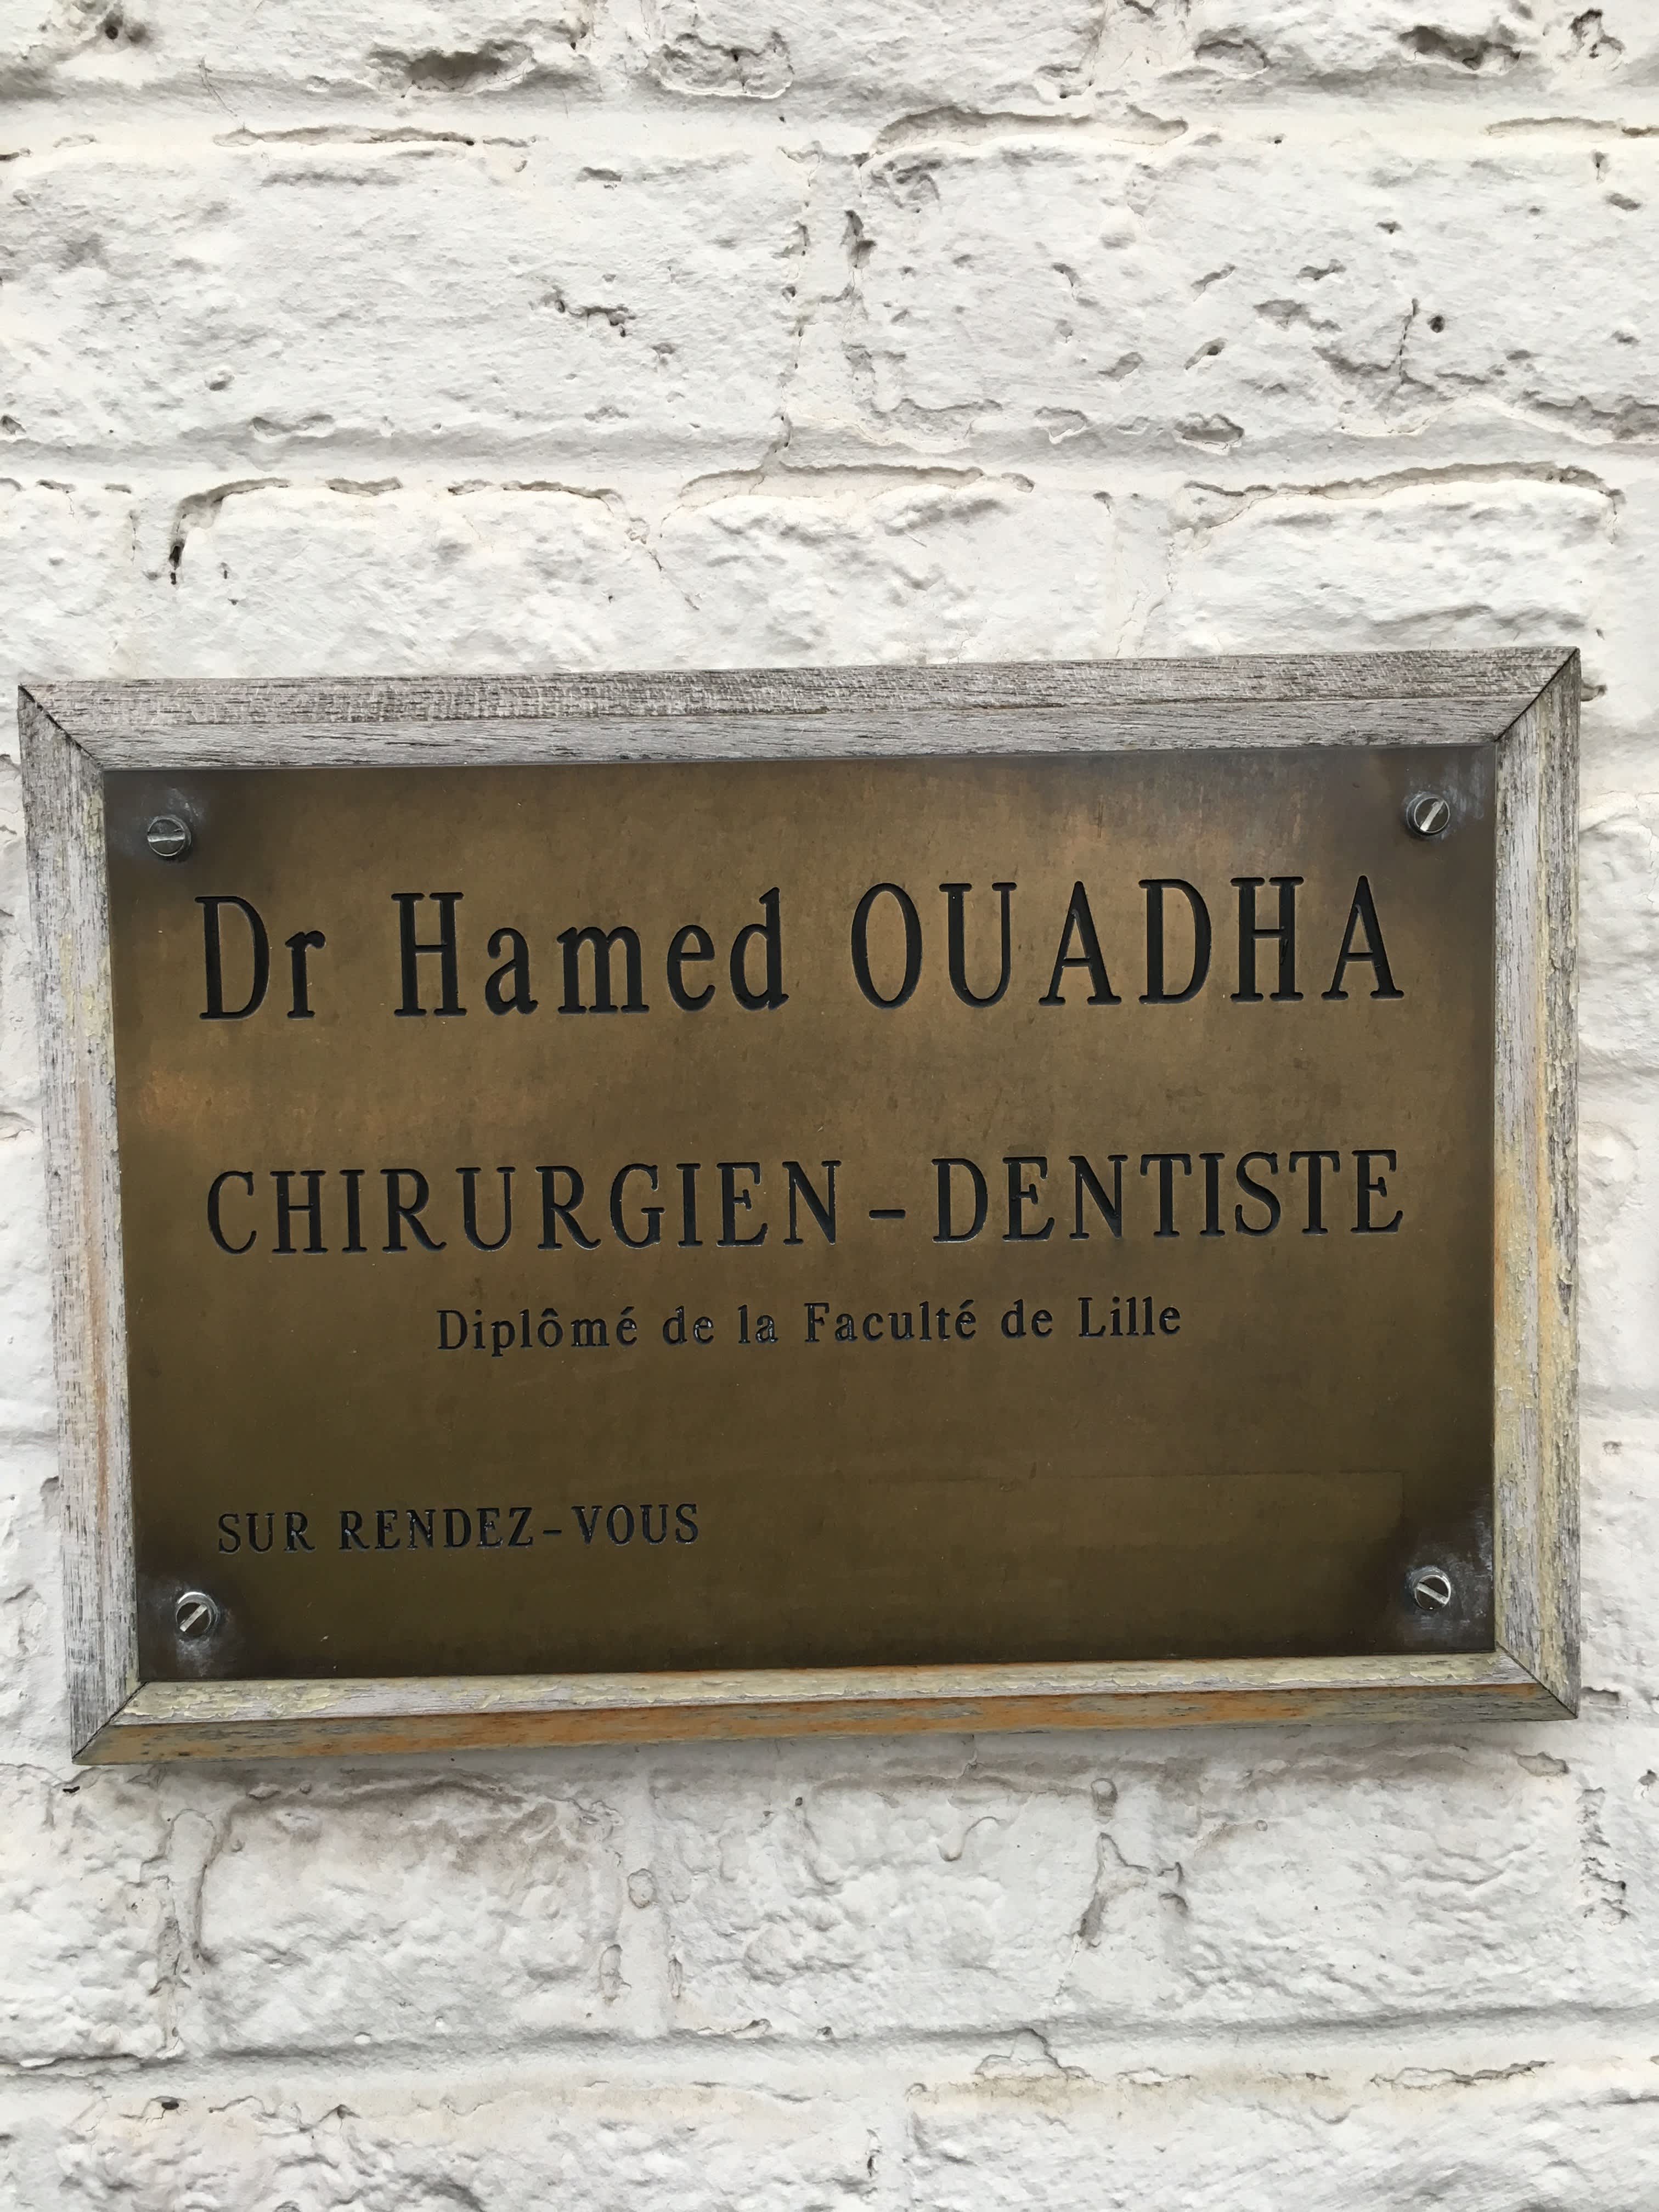 Dr Hamed OUADHA
CHIRURGIEN - DENTISTE
Diplômé de la Faculté de Lille
SUR RENDEZ-VOUS